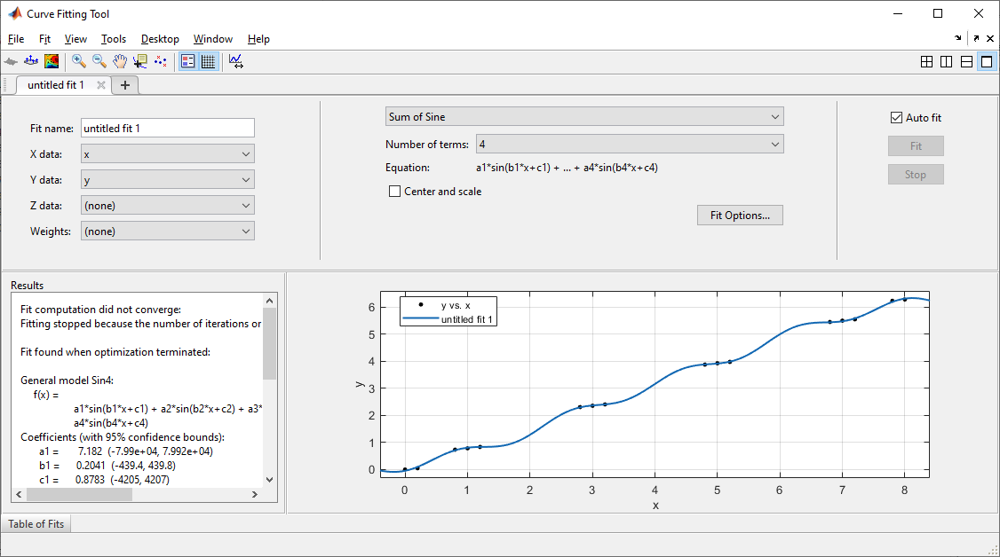 Curve Fitting Tool
File Fit View Tools Desktop Window Help
untitled fit 1
Fit name: untitled fit 1
X data: x
Y data: y
Z data: (none)
Weights: (none)
Sum of Sine
Number of terms: 4
Equation: a1*sin(b1*x+c1) + ... + a4*sin(b4*x+c4)
Center and scale
Fit Options...
Auto fit
Fit
Stop
Results
Fit computation did not converge:
Fitting stopped because the number of iterations or
Fit found when optimization terminated:
General model Sin4:
f(x) =
a1*sin(b1*x+c1) + a2*sin(b2*x+c2) + a3*
a4*sin(b4*x+c4)
Coefficients (with 95% confidence bounds):
a1 = 7.182 (-7.99e+04, 7.992e+04)
b1 = 0.2041 (-439.4, 439.8)
c1 = 0.8783 (-4205, 4207)
y vs. x
untitled fit 1
6
5
4
3
2
1
0
y
0 1 2 3 4 5 6 7 8
x
Table of Fits